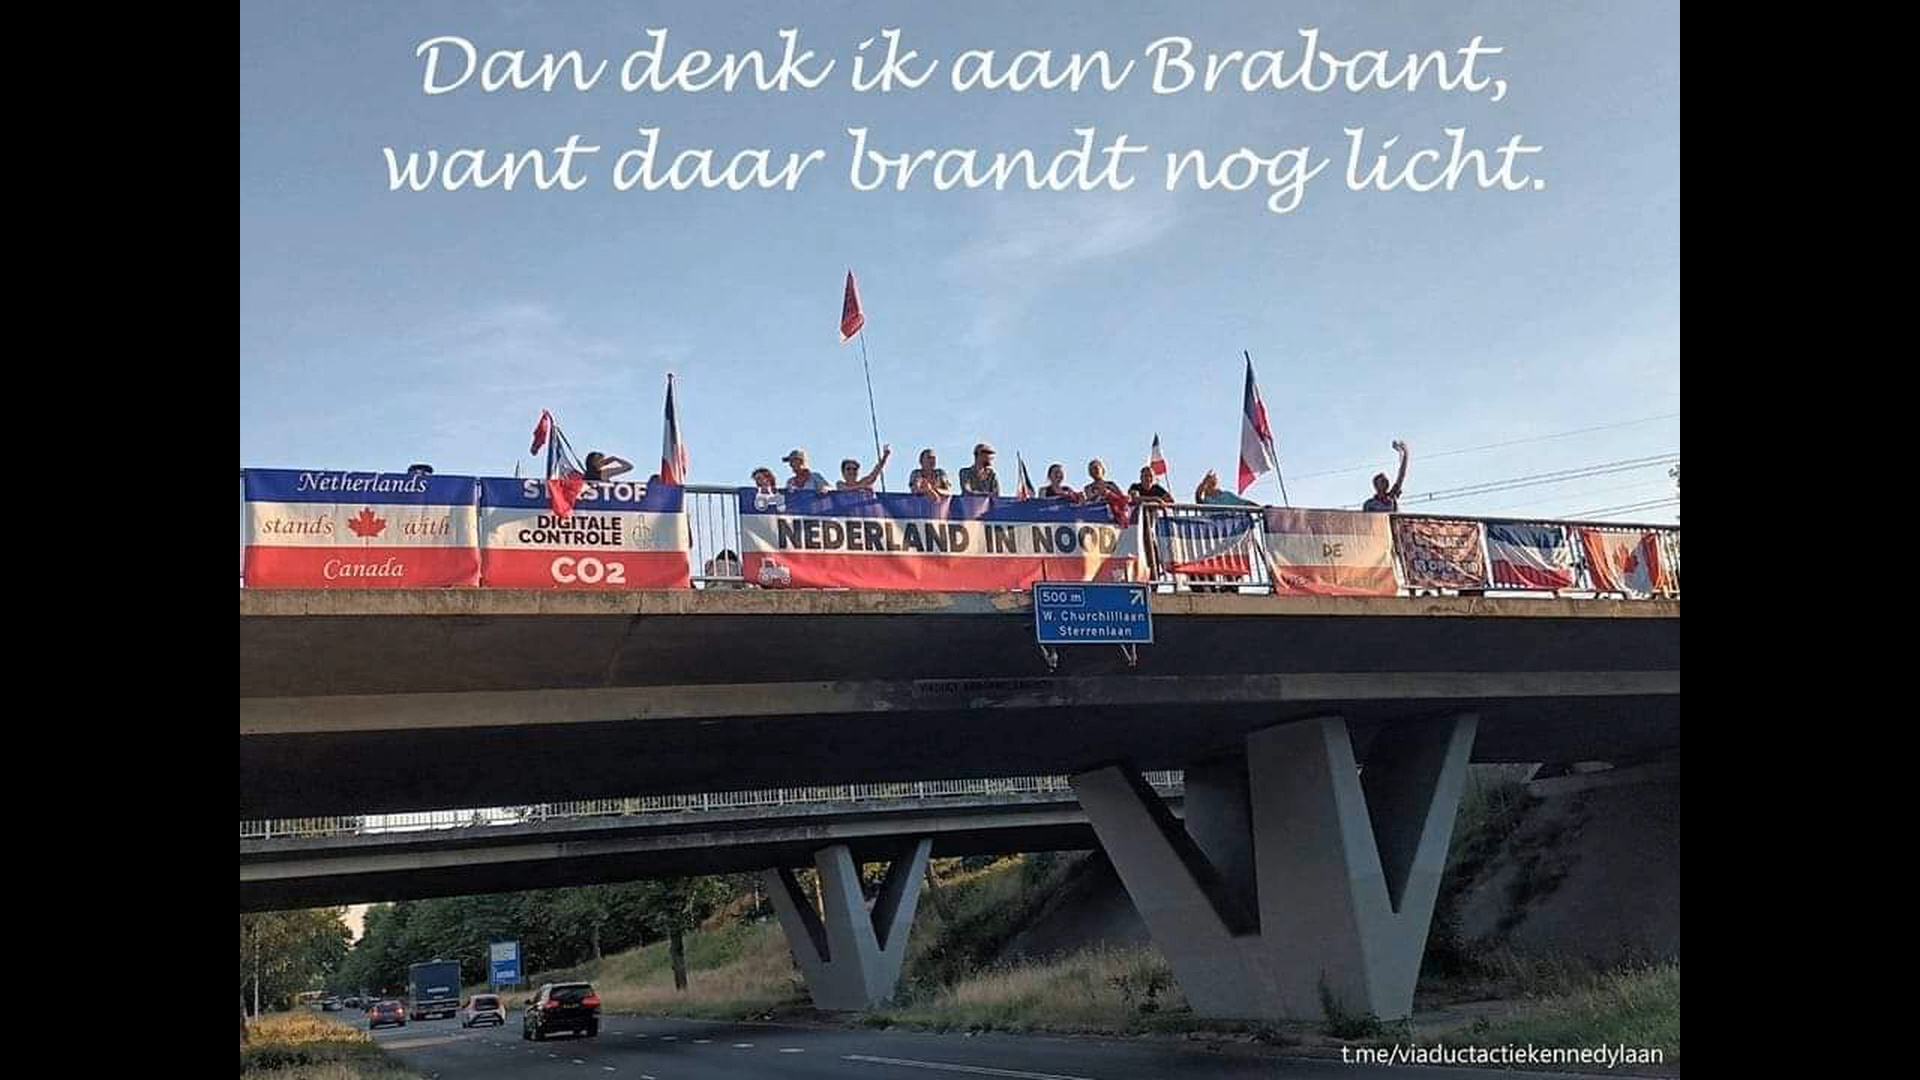 Dan denk ik aan Brabant,
want daar brandt nog licht.
Netherlands
stands with
Canada
DIGITALE
CONTROLE
CO2
NEDERLAND IN NOOD
DE
500 m
W. Churchilllaan
Sterrenlaan
t.me/viaductactiekennedylaan